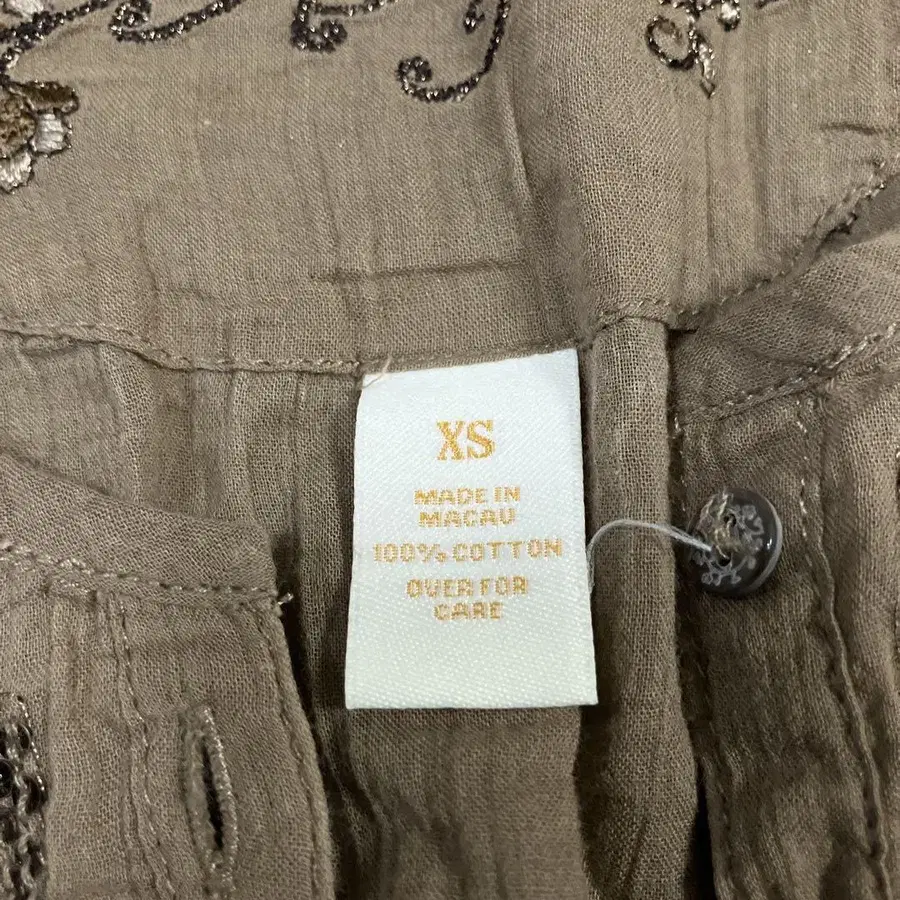 XS
MADE IN
MACAU
100% COTTON
OVER FOR
CARE